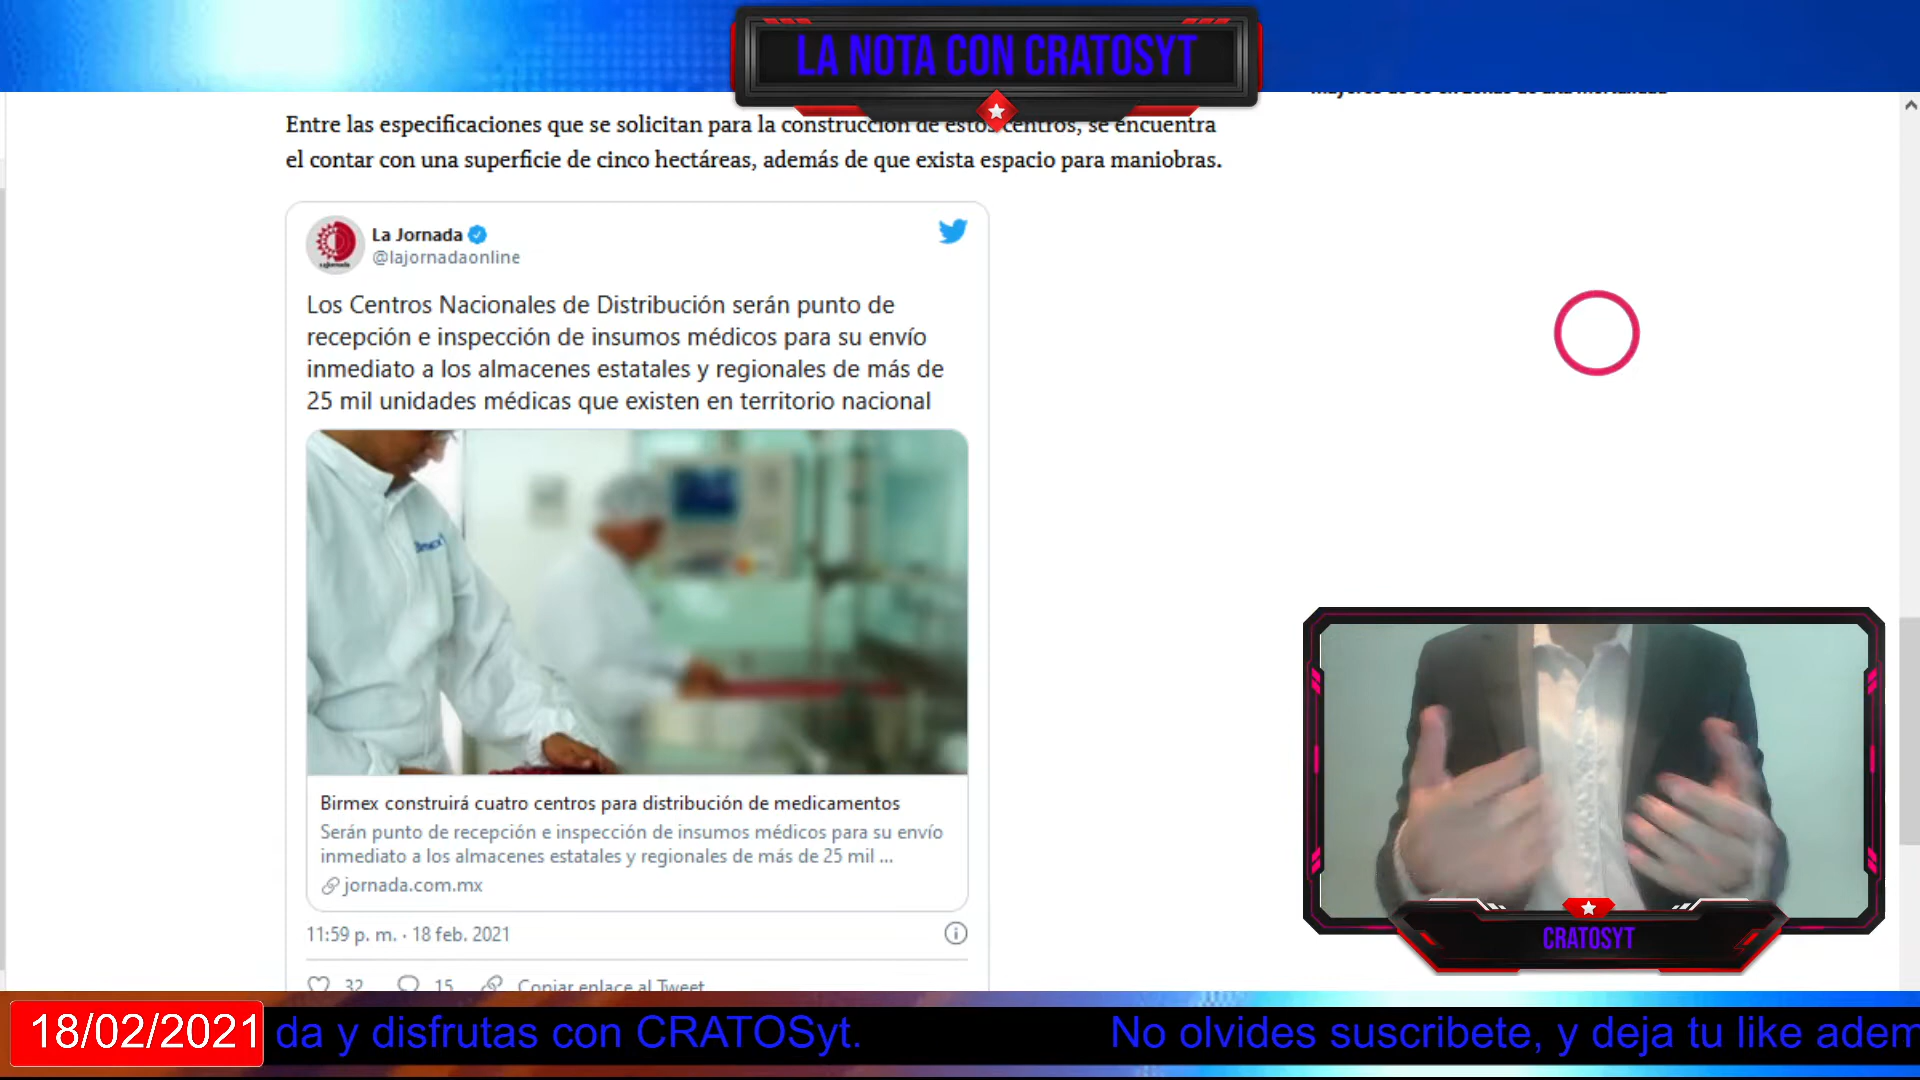 LA NOTA CON CRATOSYT
Entre las especificaciones que se solicitan para la construcción de estos centros, se encuentra
el contar con una superficie de cinco hectáreas, además de que exista espacio para maniobras.
La Jornada
@lajornadaonline
Los Centros Nacionales de Distribución serán punto de
recepción e inspección de insumos médicos para su envío
inmediato a los almacenes estatales y regionales de más de
25 mil unidades médicas que existen en territorio nacional
Birmex construirá cuatro centros para distribución de medicamentos
Serán punto de recepción e inspección de insumos médicos para su envío
inmediato a los almacenes estatales y regionales de más de 25 mil ...
jornada.com.mx
11:59 p. m. · 18 feb. 2021
32 15 Copiar enlace al Tweet
CRATOSYT
18/02/2021 da y disfrutas con CRATOSyt. No olvides suscribete, y deja tu like adem